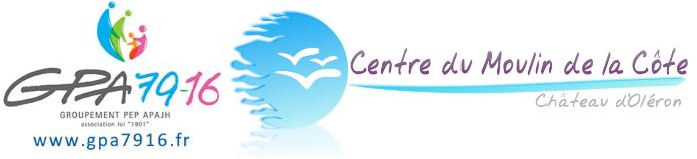 GPA79-16
GROUPEMENT PEP APAJH
association loi "1901"
www.gpa7916.fr
Centre du Moulin de la Côte
Château d'Oléron